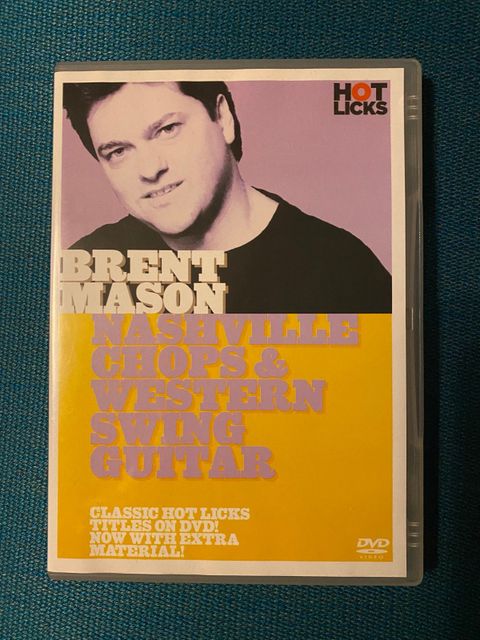 HOT
LICKS
BRENT
MASON
NASHVILLE
CHOPS &
WESTERN
SWING
GUITAR
CLASSIC HOT LICKS
TITLES ON DVD!
NOW WITH EXTRA
MATERIAL!
DVD
VIDEO